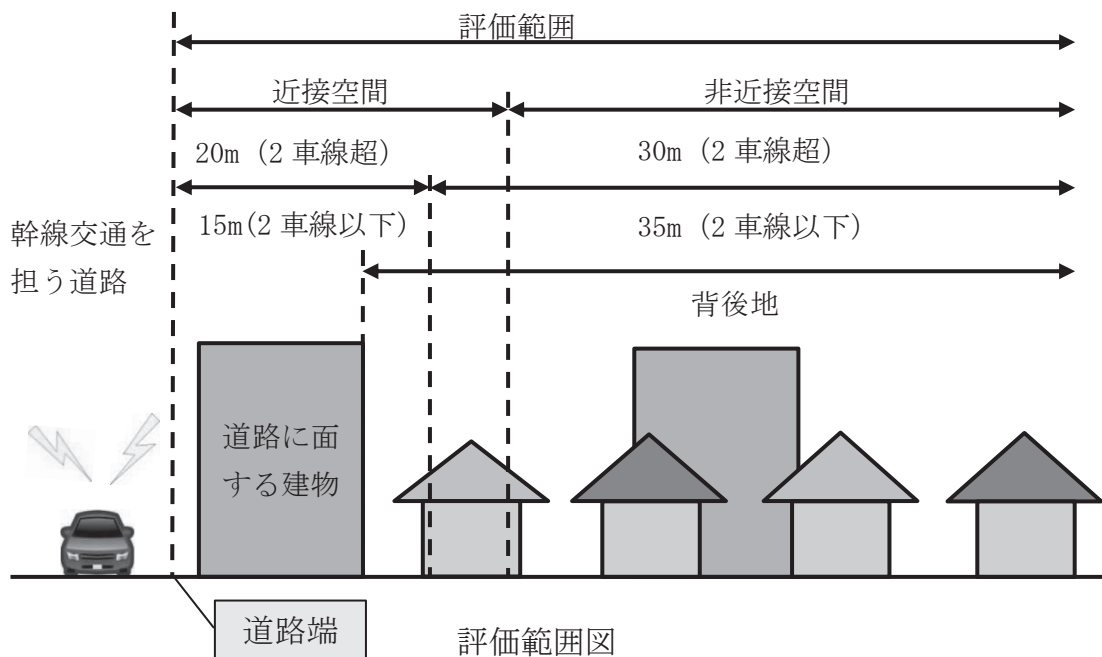 評価範囲
近接空間
非近接空間
20m (2 車線超)
30m (2 車線超)
15m(2 車線以下)
35m (2 車線以下)
幹線交通を
担う道路
背後地
道路に面
する建物
道路端
評価範囲図